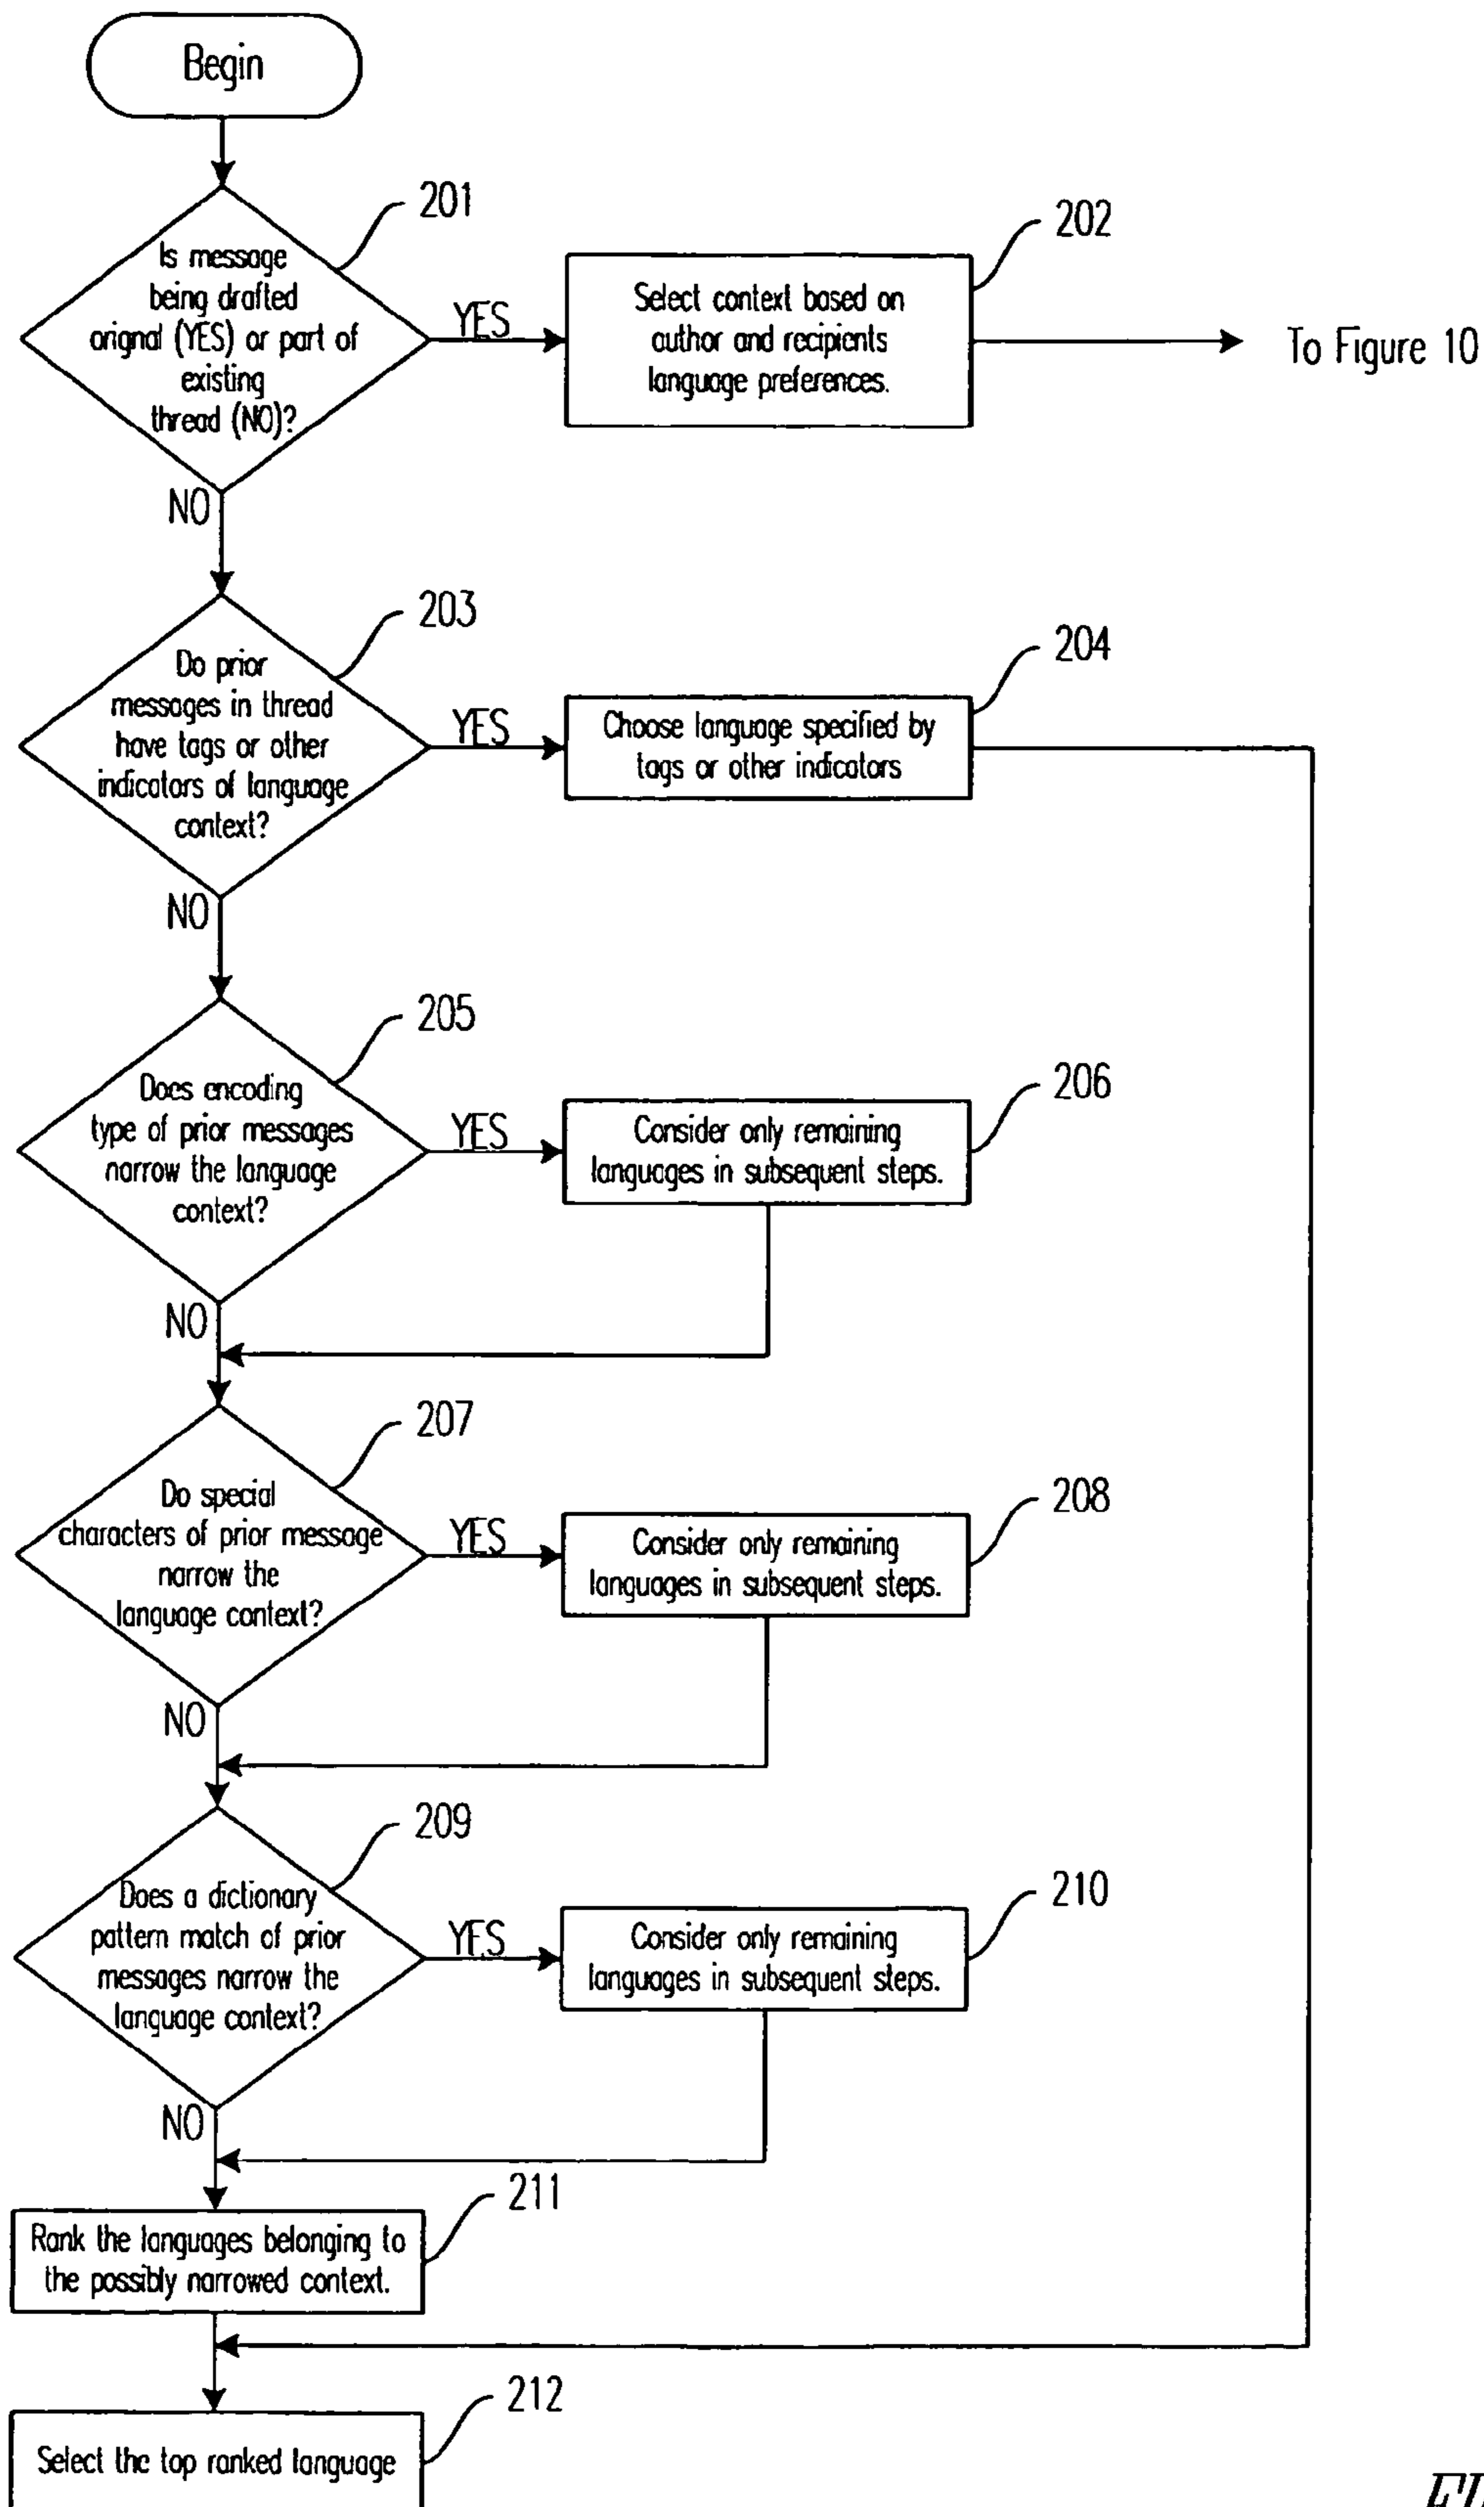 Begin
201
Is message
being drafted
orignal (YES) or part of
existing
thread (NO)?
YES
202
Select context based on
author and recipients
language preferences.
To Figure 10
NO
203
Do prior
messages in thread
have tags or other
indicators of language
context?
YES
204
Choose language specified by
tags or other indicators
NO
205
Does encoding
type of prior messages
narrow the language
context?
YES
206
Consider only remaining
languages in subsequent steps.
NO
207
Do special
characters of prior message
narrow the
language context?
YES
208
Consider only remaining
languages in subsequent steps.
NO
209
Does a dictionary
pattern match of prior
messages narrow the
language context?
YES
210
Consider only remaining
languages in subsequent steps.
NO
211
Rank the languages belonging to
the possibly narrowed context.
212
Select the top ranked language